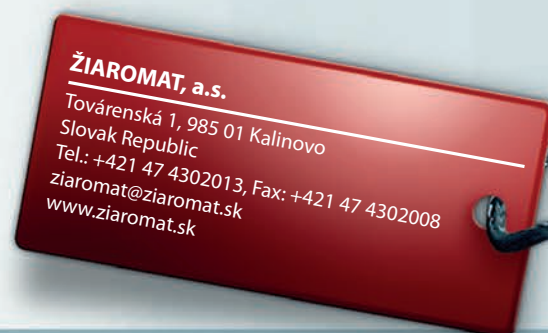 ŽIAROMAT, a.s.
Továrenská 1, 985 01 Kalinovo
Slovak Republic
Tel.: +421 47 4302013, Fax: +421 47 4302008
ziaromat@ziaromat.sk
www.ziaromat.sk